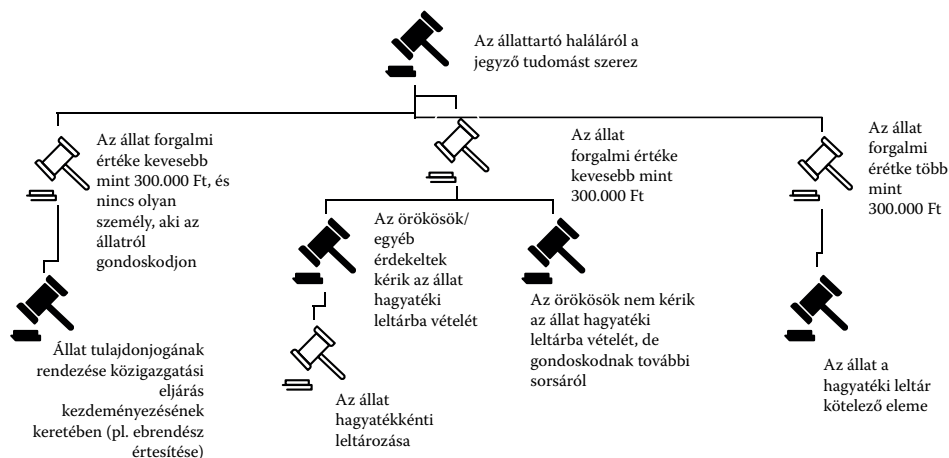 Az állattartó haláláról a
jegyző tudomást szerez
Az állat forgalmi
értéke kevesebb
mint 300.000 Ft, és
nincs olyan
személy, aki az
állatról
gondoskodjon
Állat tulajdonjogának
rendezése közigazgatási
eljárás
kezdeményezésének
keretében (pl. ebrendész
értesítése)
Az állat
forgalmi értéke
kevesebb mint
300.000 Ft
Az örökösök/
egyéb
érdekeltek
kérik az állat
hagyatéki
leltárba vételét
Az állat
hagyatékkénti
leltározása
Az örökösök nem kérik
az állat hagyatéki
leltárba vételét, de
gondoskodnak további
sorsáról
Az állat
forgalmi
érétke több
mint
300.000 Ft
Az állat a
hagyatéki leltár
kötelező eleme